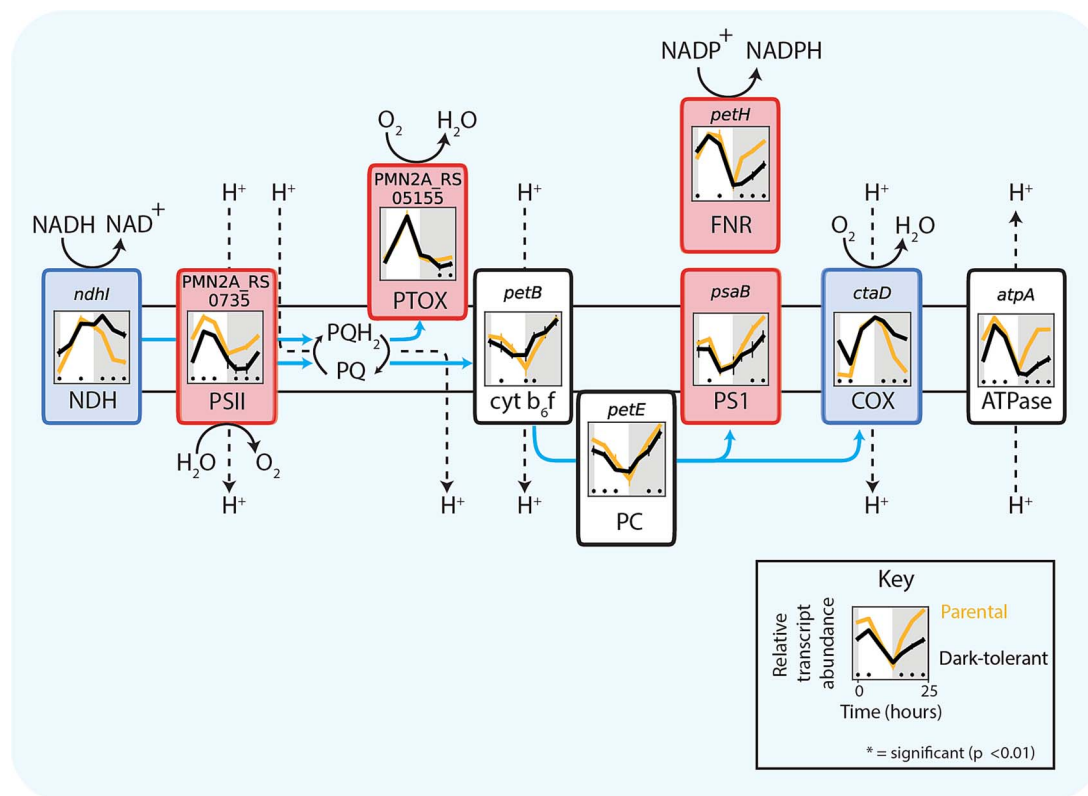 NADP+ NADPH
petH
FNR
O2 H2O
PMN2A_RS
05155
PTOX
H+ H+ H+ H+ H+
NADH NAD+
O2 H2O
ndhI
NDH
PMN2A_RS
0735
PSII
PQH2
PQ
petB
cyt b6f
psaB
PS1
ctaD
COX
atpA
ATPase
petE
PC
H2O O2
H+ H+ H+ H+ H+
Key
Relative
transcript
abundance
Parental
Dark-tolerant
0 25
Time (hours)
* = significant (p <0.01)